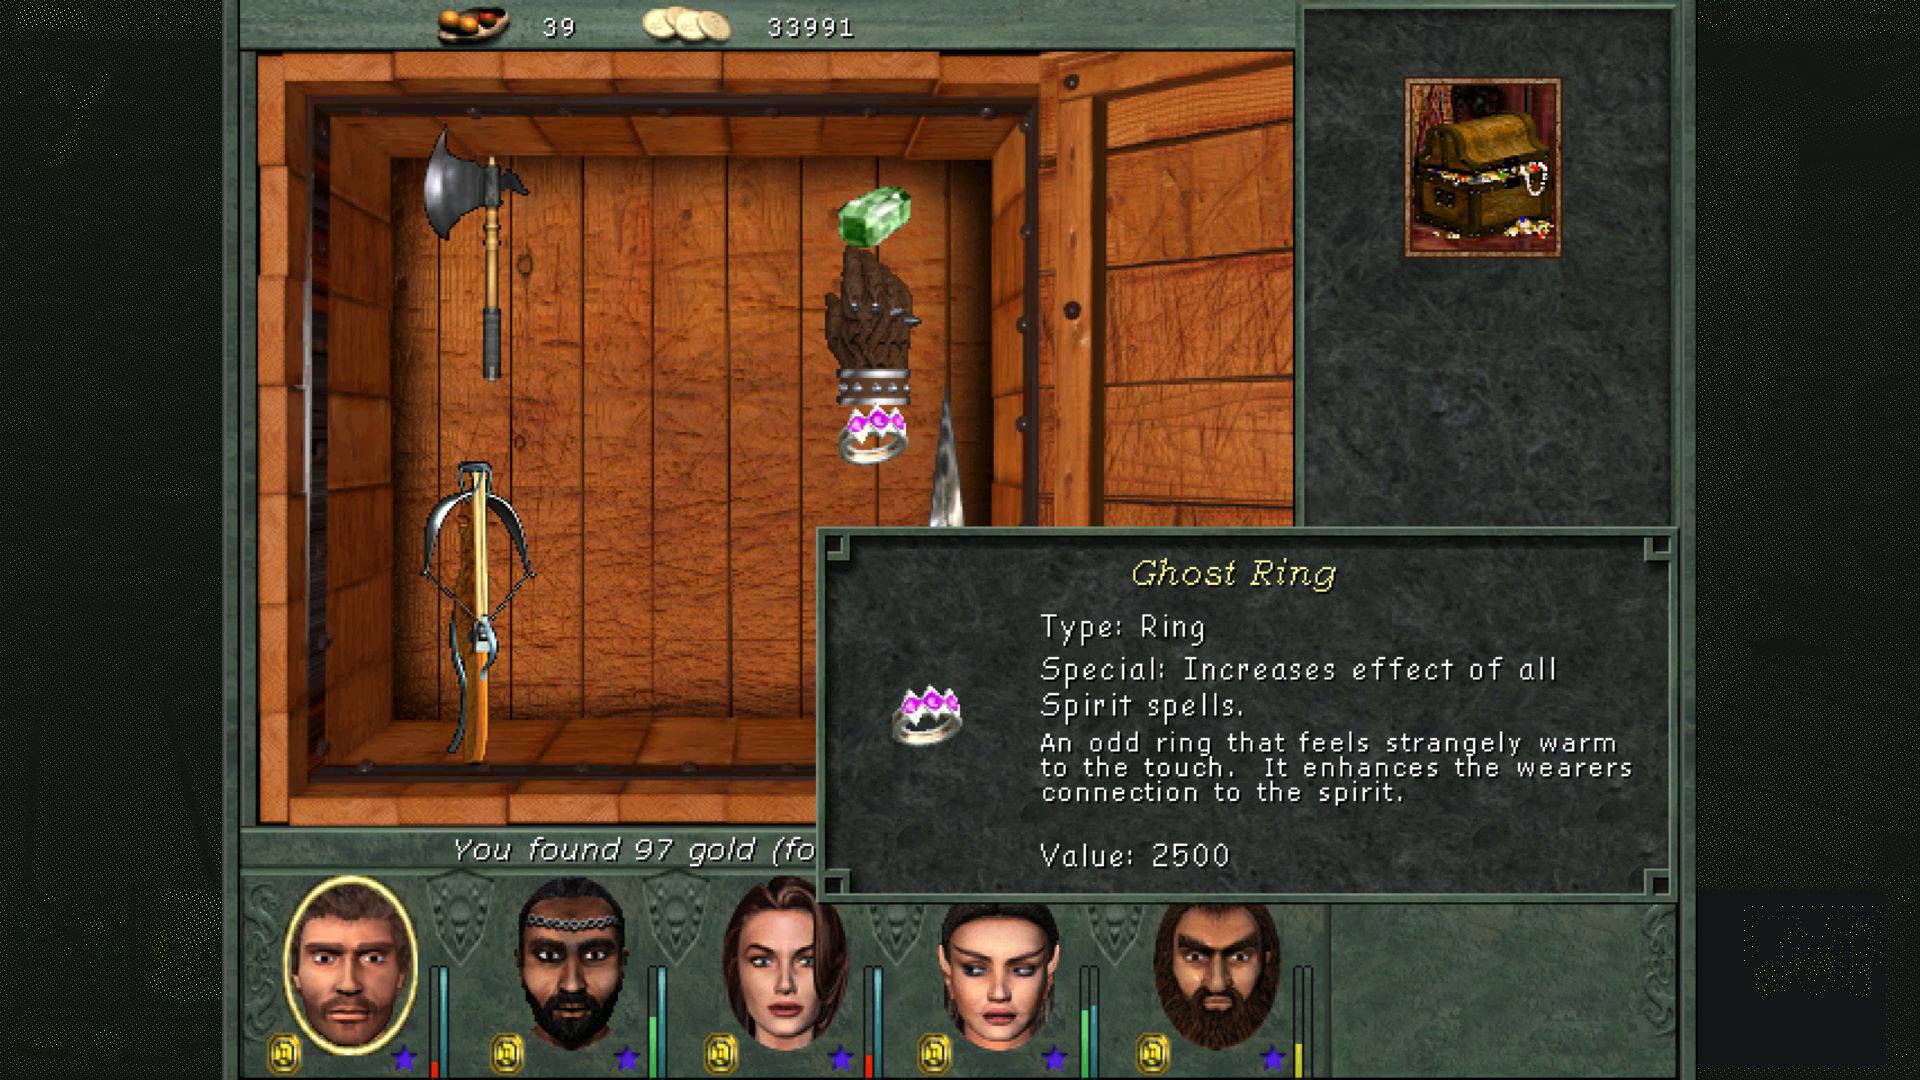 39 33991
Ghost Ring
Type: Ring
Special: Increases effect of all
Spirit spells.
An odd ring that feels strangely warm
to the touch. It enhances the wearers
connection to the spirit.
Value: 2500
You found 97 gold (fo